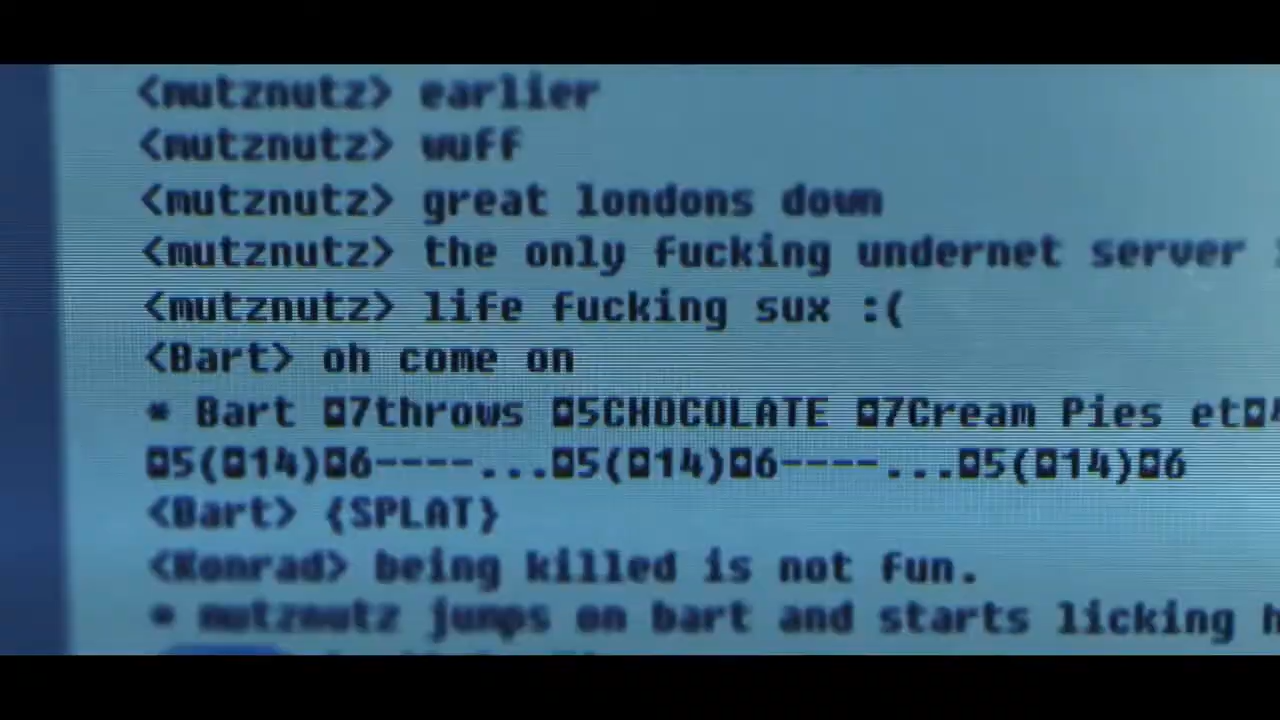 <mutznutz> earlier
<mutznutz> wuff
<mutznutz> great londons down
<mutznutz> the only fucking undernet server
<mutznutz> life fucking sux :(
<Bart> oh come on
* Bart ◘7throws ◘5CHOCOLATE ◘7Cream Pies et◘4
◘5(◘14)◘6----...◘5(◘14)◘6----...◘5(◘14)◘6
<Bart> {SPLAT}
<Konrad> being killed is not fun.
* mutznutz jumps on bart and starts licking h